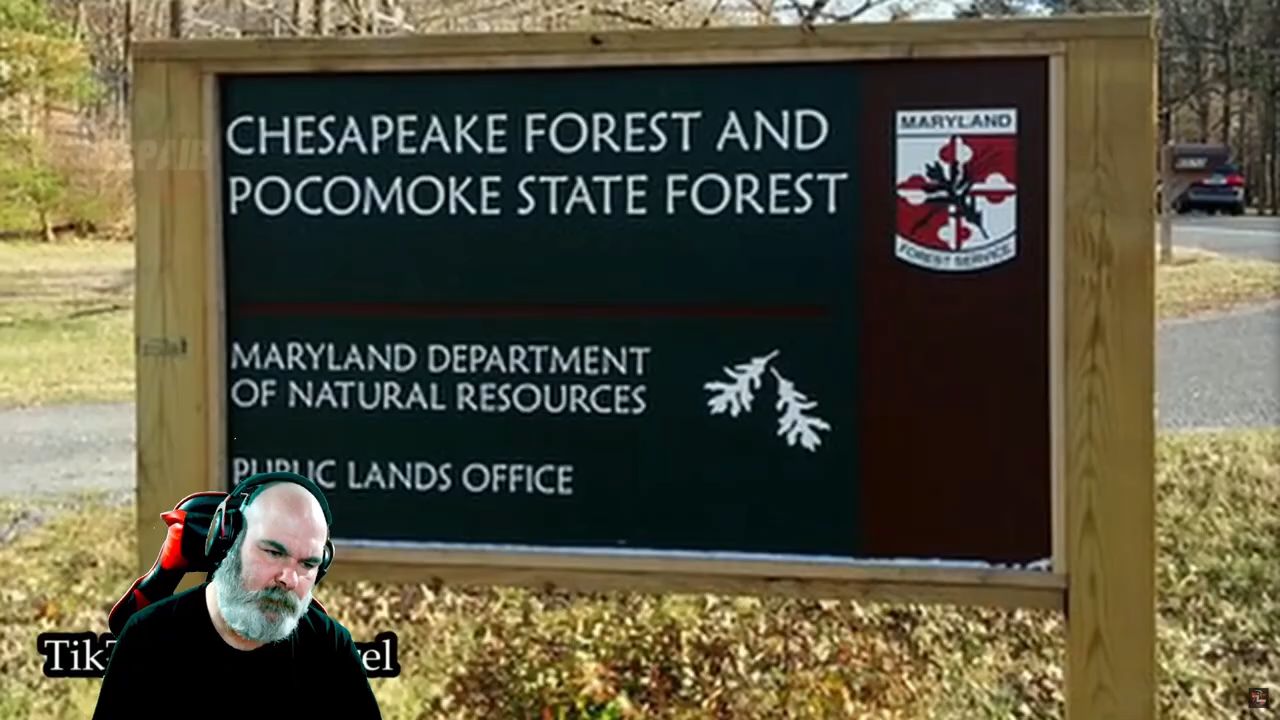 CHESAPEAKE FOREST AND
POCOMOKE STATE FOREST
MARYLAND
FOREST SERVICE
MARYLAND DEPARTMENT
OF NATURAL RESOURCES
PUBLIC LANDS OFFICE